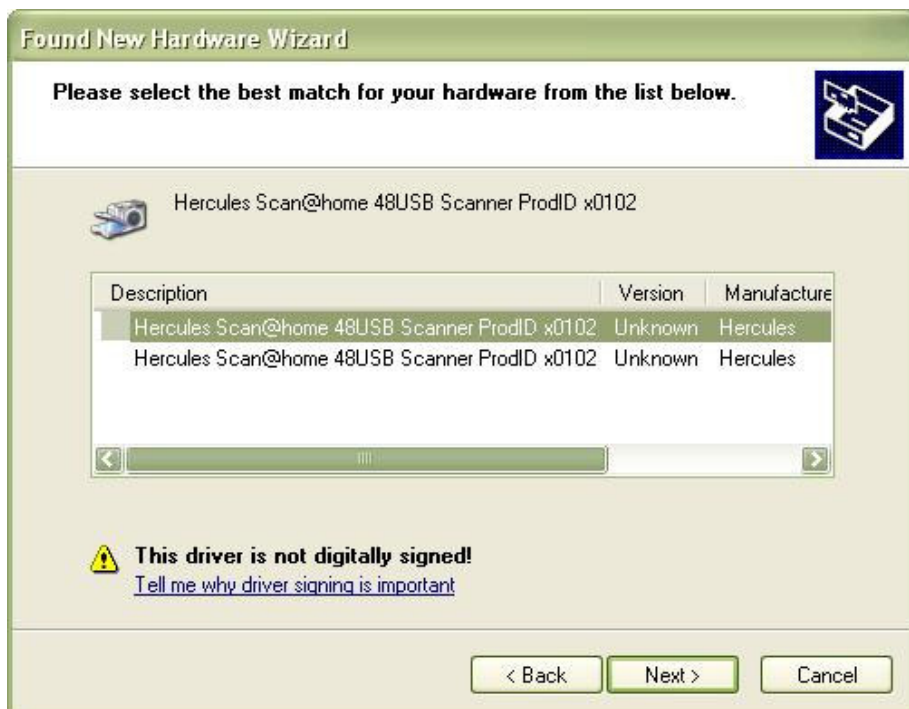 Found New Hardware Wizard
Please select the best match for your hardware from the list below.
Hercules Scan@home 48USB Scanner ProdID x0102
Description Version Manufacture
Hercules Scan@home 48USB Scanner ProdID x0102 Unknown Hercules
Hercules Scan@home 48USB Scanner ProdID x0102 Unknown Hercules
This driver is not digitally signed!
Tell me why driver signing is important
< Back Next > Cancel